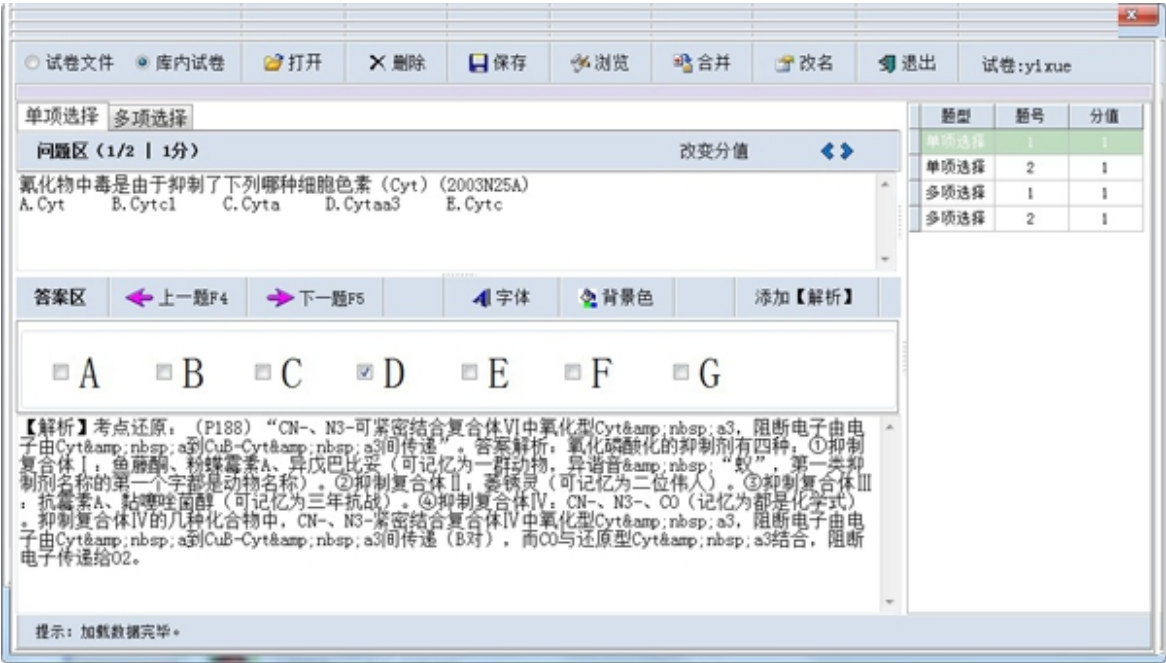 试卷文件 库内试卷 打开 删除 保存 浏览 合并 改名 退出 试卷:yixue
单项选择 多项选择
问题区（1/2 | 1分） 改变分值
氰化物中毒是由于抑制了下列哪种细胞色素（Cyt）(2003N25A)
A.Cyt B.Cytc1 C.Cyta D.Cytaa3 E.Cytc
答案区 上一题F4 下一题F5 字体 背景色 添加【解析】
A B C D E F G
【解析】考点还原：（P188）“CN-、N3-可紧密结合复合体Ⅵ中氧化型Cyt&amp;nbsp;a3，阻断电子由电
子由Cyt&amp;nbsp;a到CuB-Cyt&amp;nbsp;a3间传递”。答案解析：氧化磷酸化的抑制剂有四种：①抑制
复合体Ⅰ：鱼藤酮、粉蝶霉素A、异戊巴比妥（可记忆为一群动物，异谐音&amp;nbsp;“蚁”，第一类抑
制剂名称的第一个字都是动物名称）。②抑制复合体Ⅱ：萎锈灵（可记忆为二位伟人）。③抑制复合体Ⅲ
：抗霉素A、黏噻唑菌醇（可记忆为三年抗战）。④抑制复合体Ⅳ：CN-、N3-、CO（记忆为都是化学式）
。抑制复合体Ⅳ的几种化合物中，CN-、N3-紧密结合复合体Ⅳ中氧化型Cyt&amp;nbsp;a3，阻断电子由电
子由Cyt&amp;nbsp;a到CuB-Cyt&amp;nbsp;a3间传递（B对），而CO与还原型Cyt&amp;nbsp;a3结合，阻断
电子传递给O2。
题型 题号 分值
单项选择 1 1
单项选择 2 1
多项选择 1 1
多项选择 2 1
提示：加载数据完毕。